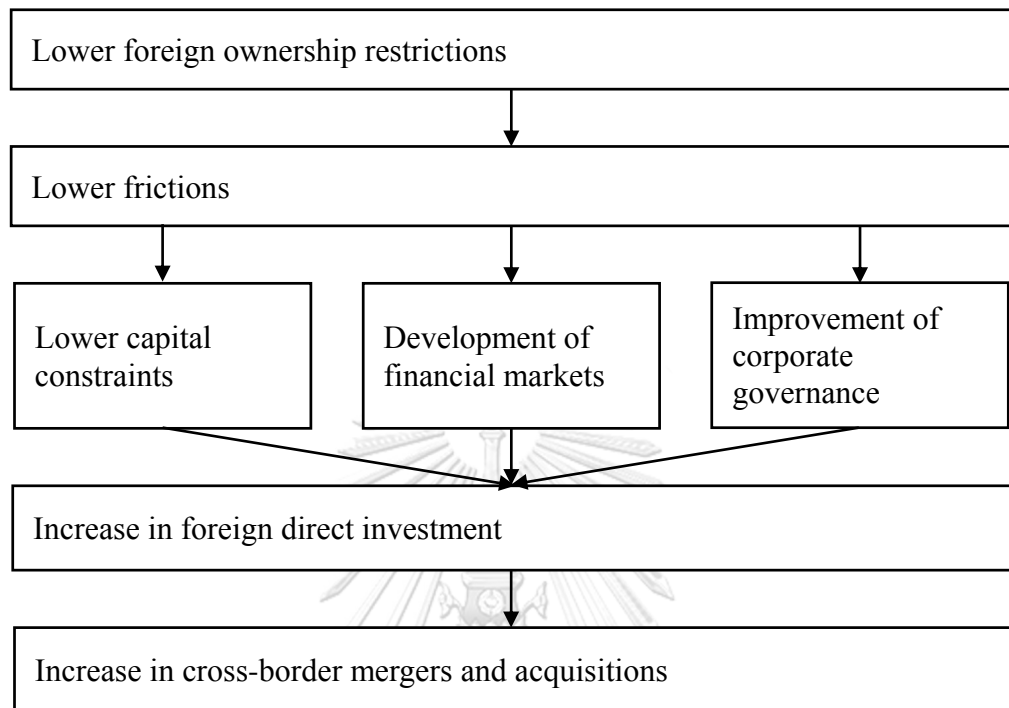 Lower foreign ownership restrictions
Lower frictions
Lower capital
constraints
Development of
financial markets
Improvement of
corporate
governance
Increase in foreign direct investment
Increase in cross-border mergers and acquisitions